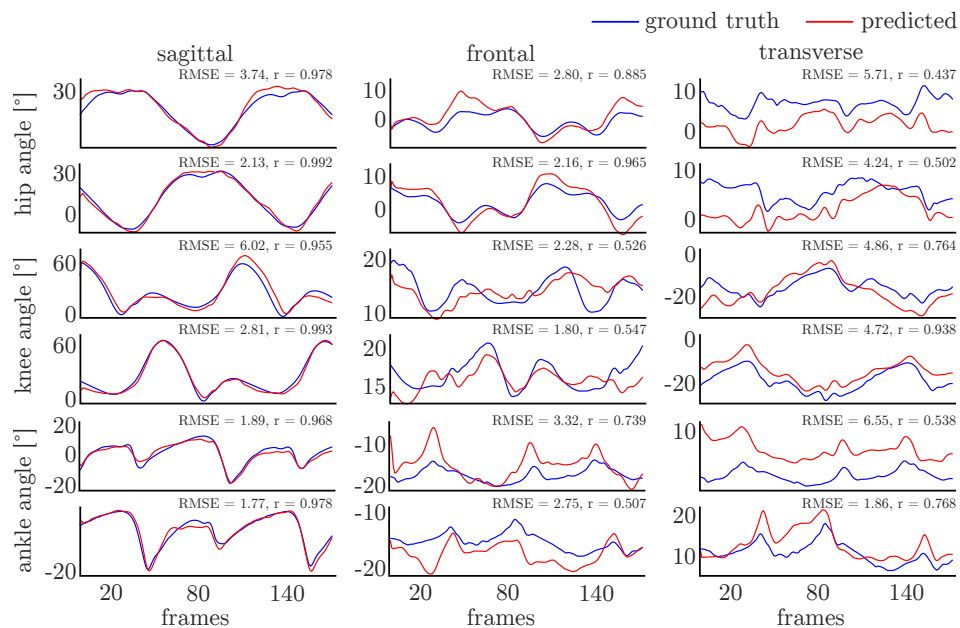 ground truth predicted
sagittal frontal transverse
RMSE = 3.74, r = 0.978 RMSE = 2.80, r = 0.885 RMSE = 5.71, r = 0.437
hip angle [°]
30 10 0 10 0
RMSE = 2.13, r = 0.992 RMSE = 2.16, r = 0.965 RMSE = 4.24, r = 0.502
30 0 10 0 10 0
RMSE = 6.02, r = 0.955 RMSE = 2.28, r = 0.526 RMSE = 4.86, r = 0.764
knee angle [°]
60 0 20 10 0 -20
RMSE = 2.81, r = 0.993 RMSE = 1.80, r = 0.547 RMSE = 4.72, r = 0.938
60 0 20 15 0 -20
RMSE = 1.89, r = 0.968 RMSE = 3.32, r = 0.739 RMSE = 6.55, r = 0.538
ankle angle [°]
20 0 -20 -10 -20 10 0
RMSE = 1.77, r = 0.978 RMSE = 2.75, r = 0.507 RMSE = 1.86, r = 0.768
-20 -10 -20 20 10
20 80 140 20 80 140 20 80 140
frames frames frames